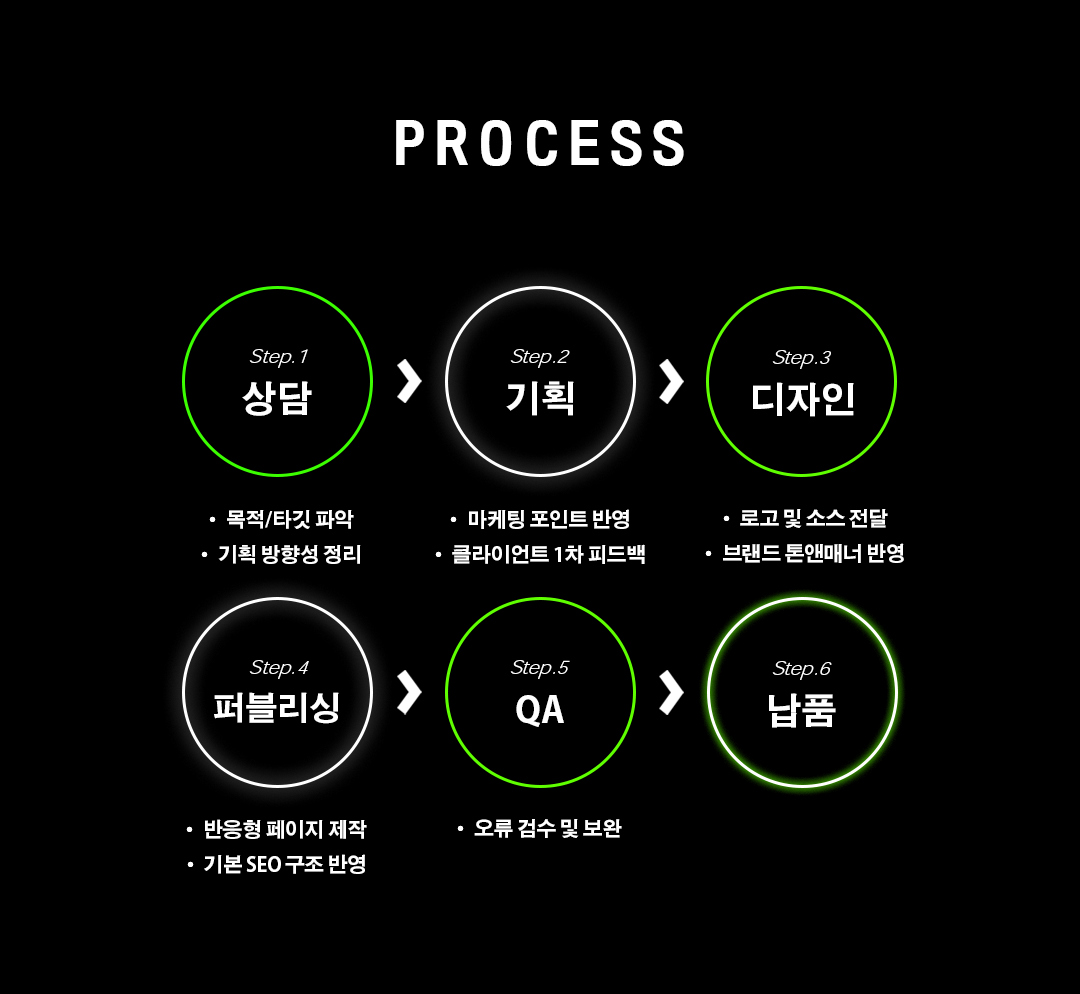 PROCESS
Step.1
상담
• 목적/타깃 파악
• 기획 방향성 정리
Step.2
기획
• 마케팅 포인트 반영
• 클라이언트 1차 피드백
Step.3
디자인
• 로고 및 소스 전달
• 브랜드 톤앤매너 반영
Step.4
퍼블리싱
• 반응형 페이지 제작
• 기본 SEO 구조 반영
Step.5
QA
• 오류 검수 및 보완
Step.6
납품